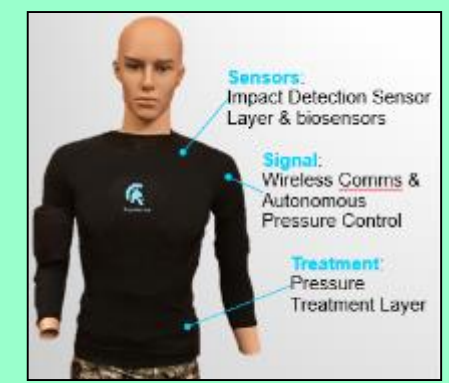 Sensors:
Impact Detection Sensor
Layer & biosensors
Signal:
Wireless Comms &
Autonomous
Pressure Control
Treatment:
Pressure
Treatment Layer